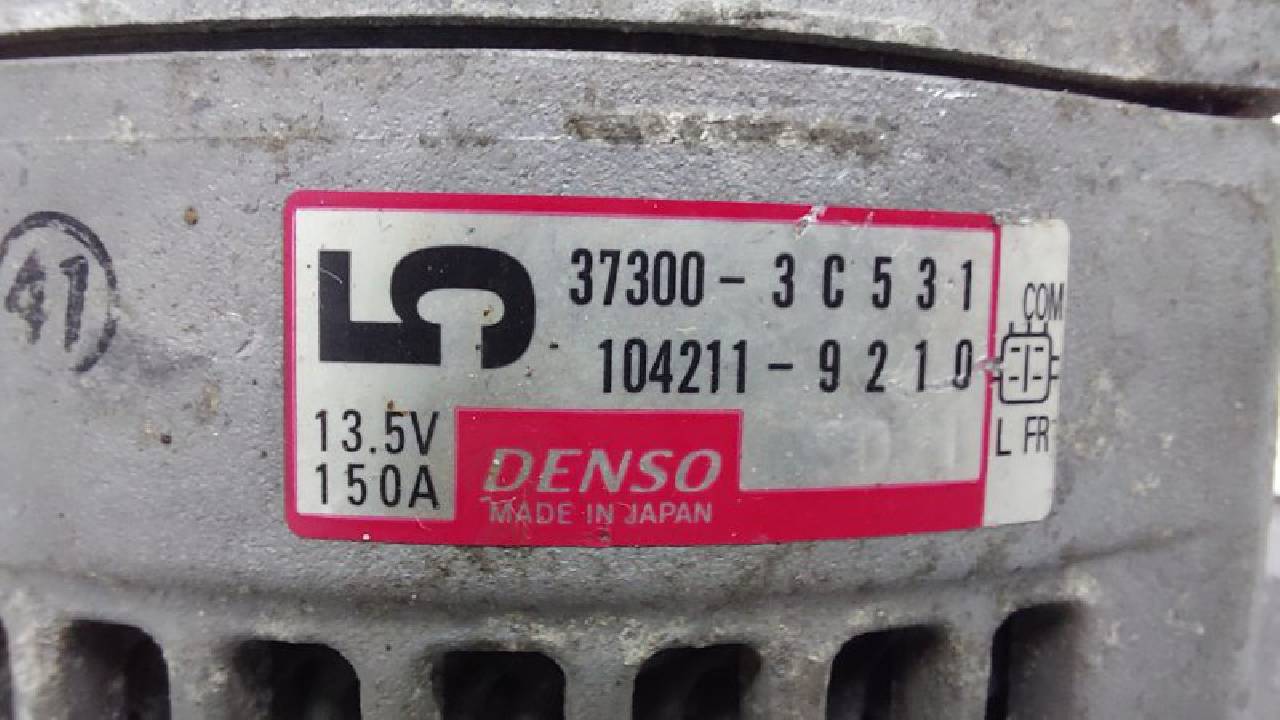 41
5
37300-3C531
104211-9210
13.5V
150A
DENSO
MADE IN JAPAN
COM
L FR